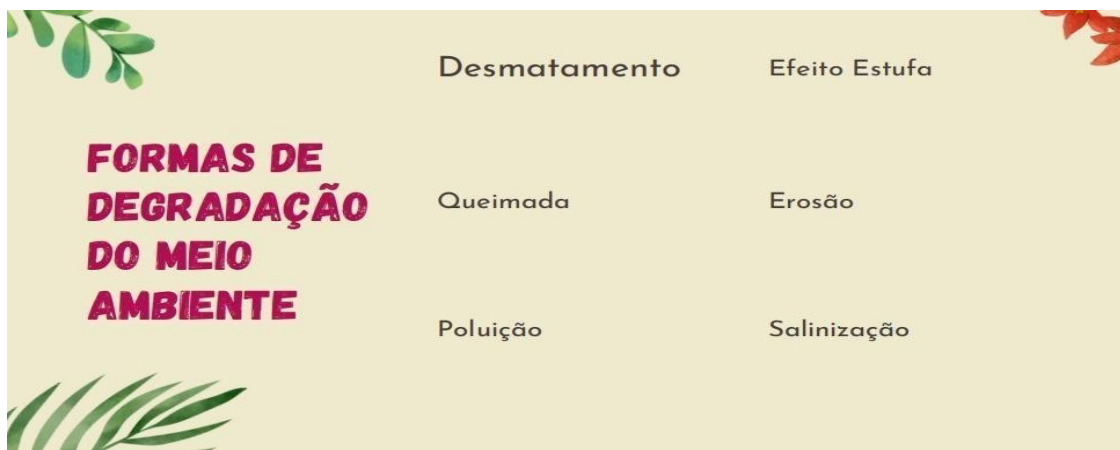 FORMAS DE
DEGRADAÇÃO
DO MEIO
AMBIENTE
Desmatamento
Efeito Estufa
Queimada
Erosão
Poluição
Salinização